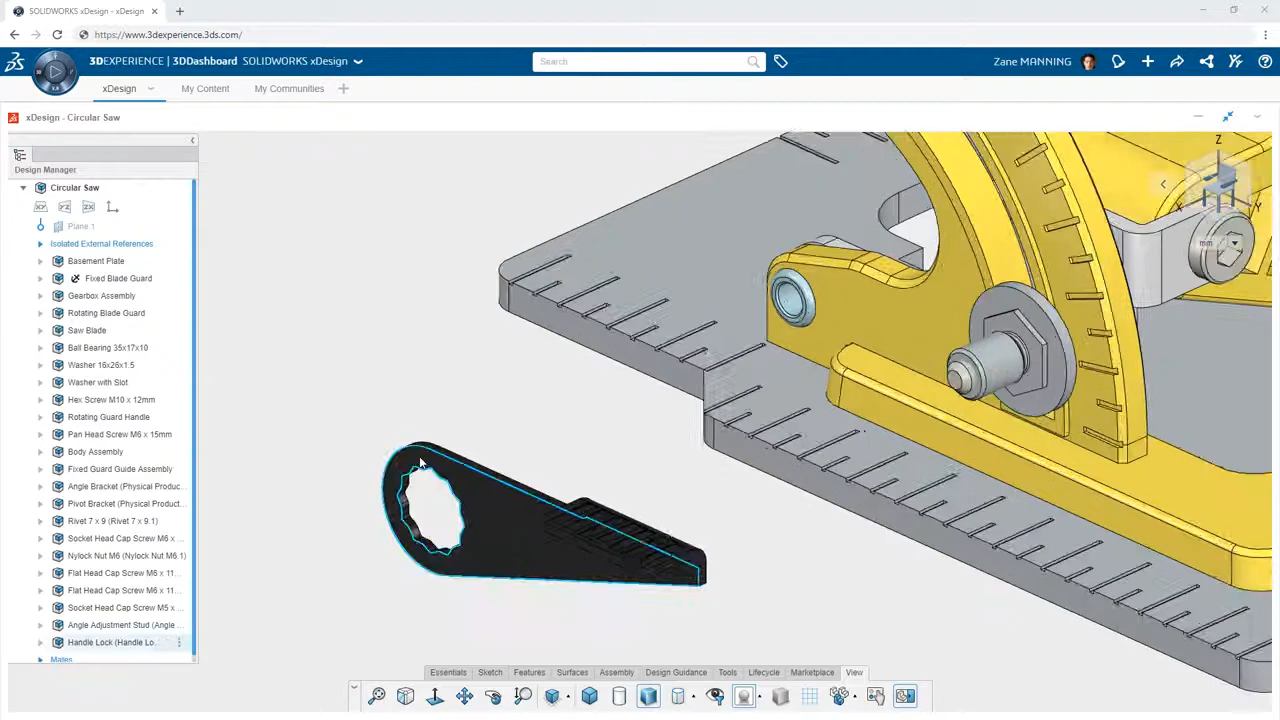 SOLIDWORKS xDesign - xDesign
https://www.3dexperience.3ds.com/
3DEXPERIENCE | 3DDashboard SOLIDWORKS xDesign
Search
Zane MANNING
xDesign
My Content
My Communities
xDesign - Circular Saw
Design Manager
Circular Saw
XY
YZ
ZX
Plane 1
Isolated External References
Basement Plate
Fixed Blade Guard
Gearbox Assembly
Rotating Blade Guard
Saw Blade
Ball Bearing 35x17x10
Washer 16x26x1.5
Washer with Slot
Hex Screw M10 x 12mm
Rotating Guard Handle
Pan Head Screw M6 x 15mm
Body Assembly
Fixed Guard Guide Assembly
Angle Bracket (Physical Produc...
Pivot Bracket (Physical Product...
Rivet 7 x 9 (Rivet 7 x 9.1)
Socket Head Cap Screw M6 x ...
Nylock Nut M6 (Nylock Nut M6.1)
Flat Head Cap Screw M6 x 11...
Flat Head Cap Screw M6 x 11...
Socket Head Cap Screw M5 x ...
Angle Adjustment Stud (Angle ...
Handle Lock (Handle Lo...
Mates
Z
X
Y
mm
Essentials
Sketch
Features
Surfaces
Assembly
Design Guidance
Tools
Lifecycle
Marketplace
View